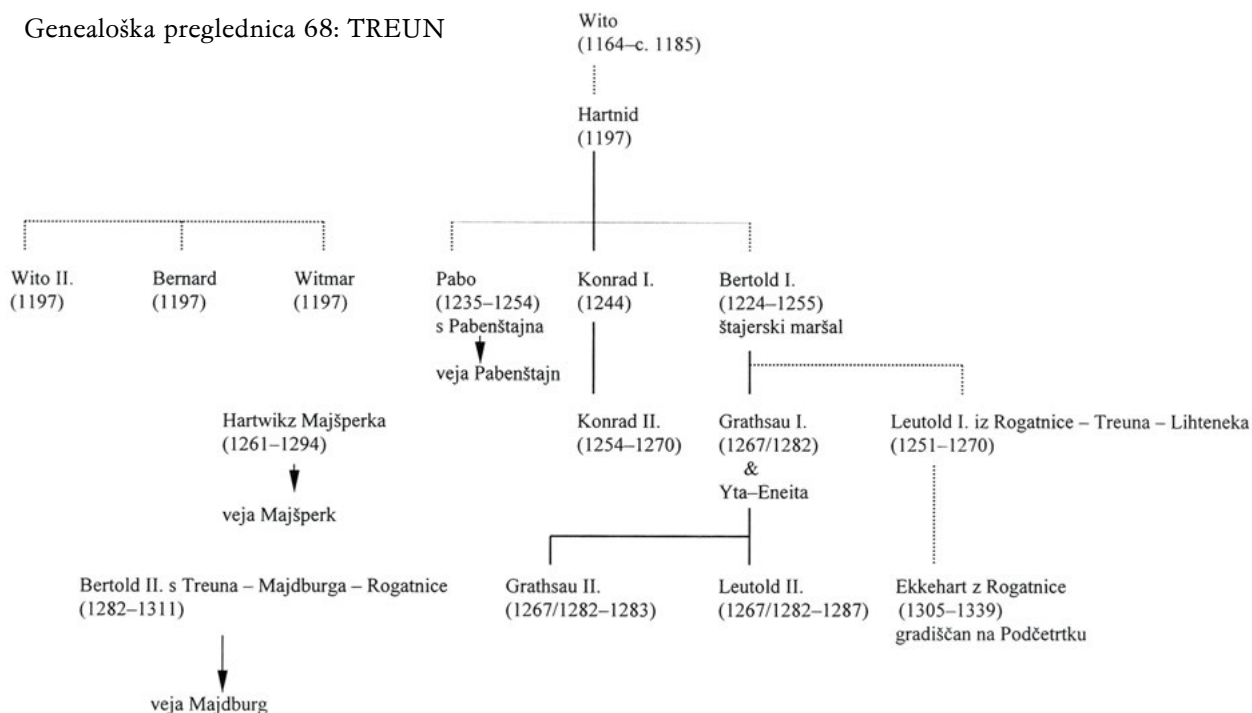 Genealoška preglednica 68: TREUN
Wito
(1164–c. 1185)
Hartnid
(1197)
Wito II.
(1197)
Bernard
(1197)
Witmar
(1197)
Pabo
(1235–1254)
s Pabenštajna
veja Pabenštajn
Konrad I.
(1244)
Bertold I.
(1224–1255)
štajerski maršal
Hartwikz Majšperka
(1261–1294)
veja Majšperk
Konrad II.
(1254–1270)
Grathsau I.
(1267/1282)
&
Yta–Eneita
Leutold I. iz Rogatnice – Treuna – Lihteneka
(1251–1270)
Bertold II. s Treuna – Majdburga – Rogatnice
(1282–1311)
veja Majdburg
Grathsau II.
(1267/1282–1283)
Leutold II.
(1267/1282–1287)
Ekkehart z Rogatnice
(1305–1339)
gradiščan na Podčetrtku